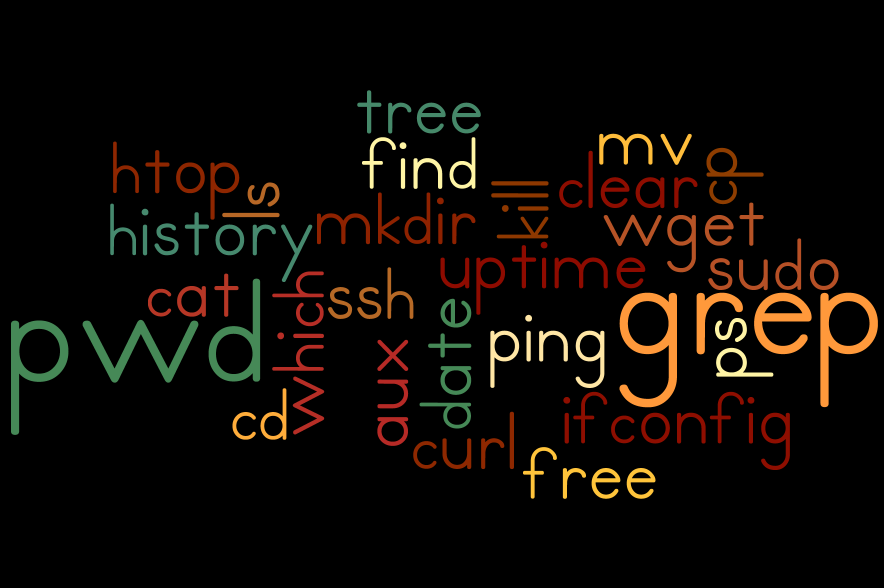 tree
find
mv
htop
ls
kill
clear
cp
history
mkdir
wget
uptime
sudo
cat
which
ssh
pwd
date
ping
grep
ps
aux
cd
curl
ifconfig
free